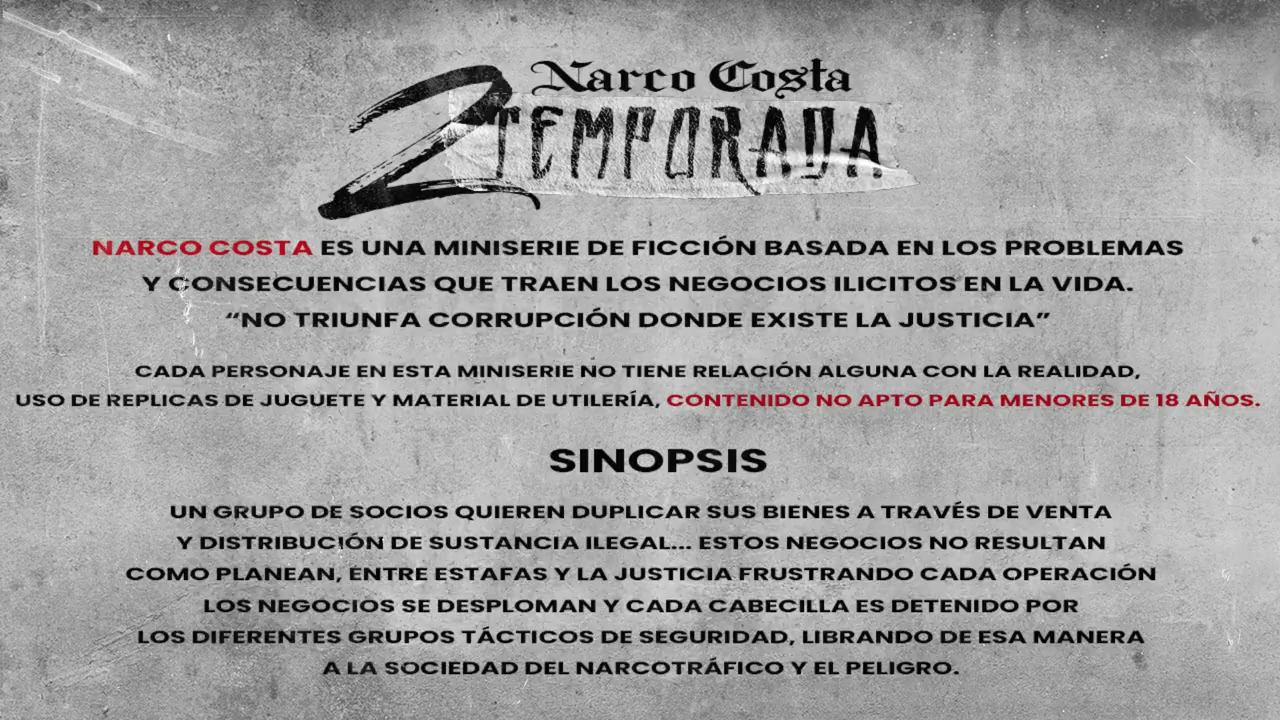 Narco Costa
2 TEMPORADA
NARCO COSTA ES UNA MINISERIE DE FICCIÓN BASADA EN LOS PROBLEMAS
Y CONSECUENCIAS QUE TRAEN LOS NEGOCIOS ILICITOS EN LA VIDA.
“NO TRIUNFA CORRUPCIÓN DONDE EXISTE LA JUSTICIA”
CADA PERSONAJE EN ESTA MINISERIE NO TIENE RELACIÓN ALGUNA CON LA REALIDAD,
USO DE REPLICAS DE JUGUETE Y MATERIAL DE UTILERÍA, CONTENIDO NO APTO PARA MENORES DE 18 AÑOS.
SINOPSIS
UN GRUPO DE SOCIOS QUIEREN DUPLICAR SUS BIENES A TRAVÉS DE VENTA
Y DISTRIBUCIÓN DE SUSTANCIA ILEGAL... ESTOS NEGOCIOS NO RESULTAN
COMO PLANEAN, ENTRE ESTAFAS Y LA JUSTICIA FRUSTRANDO CADA OPERACIÓN
LOS NEGOCIOS SE DESPLOMAN Y CADA CABECILLA ES DETENIDO POR
LOS DIFERENTES GRUPOS TÁCTICOS DE SEGURIDAD, LIBRANDO DE ESA MANERA
A LA SOCIEDAD DEL NARCOTRÁFICO Y EL PELIGRO.